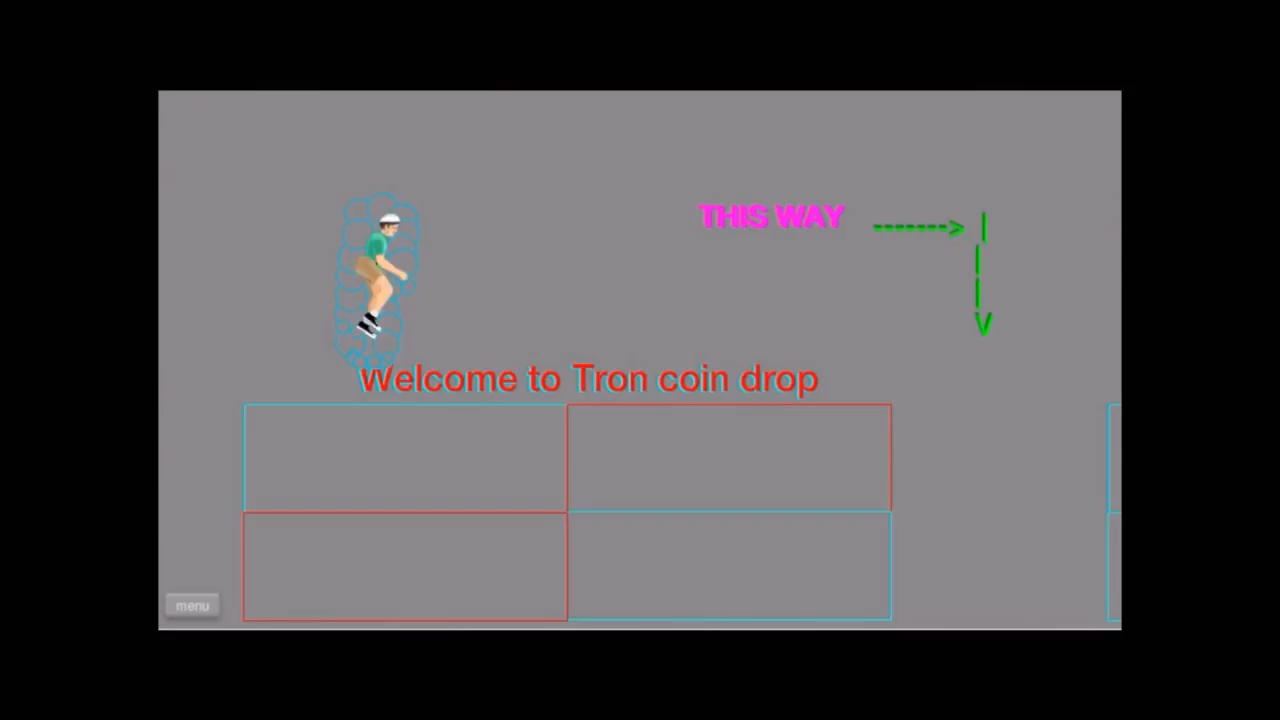 THIS WAY ------->
|
|
|
V
Welcome to Tron coin drop
menu